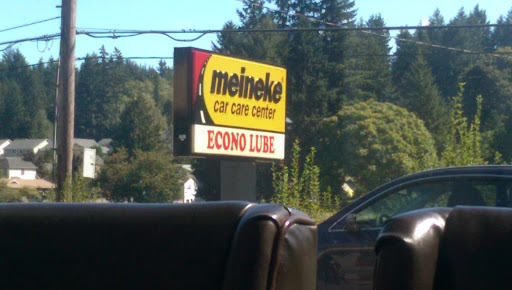 meineke
car care center
ECONO LUBE